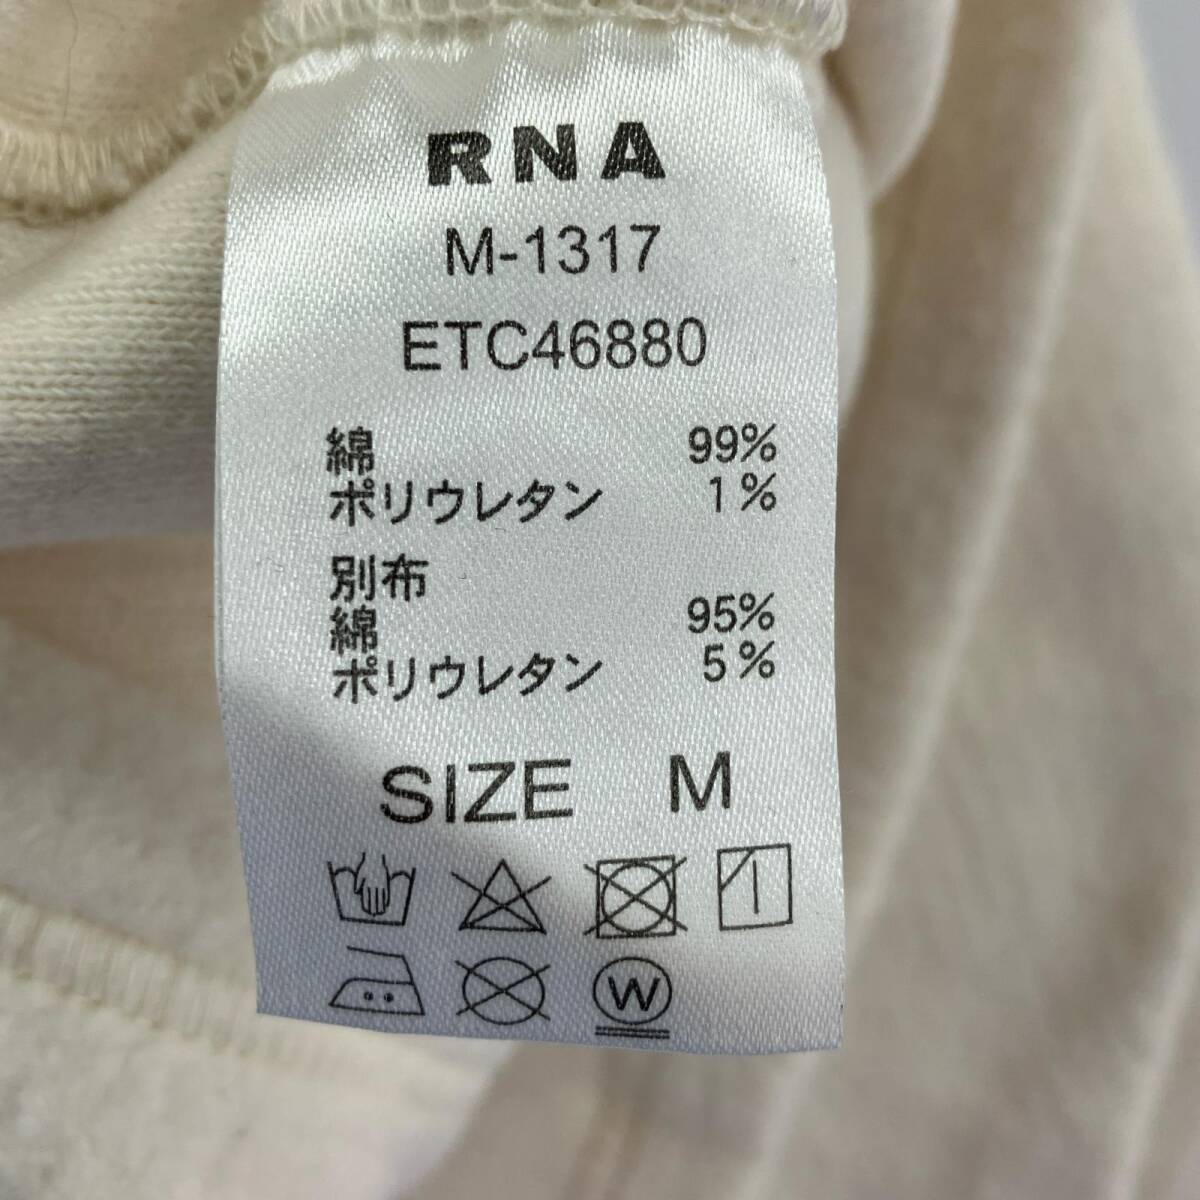 RNA
M-1317
ETC46880
綿 99%
ポリウレタン 1%
別布
綿 95%
ポリウレタン 5%
SIZE M
W